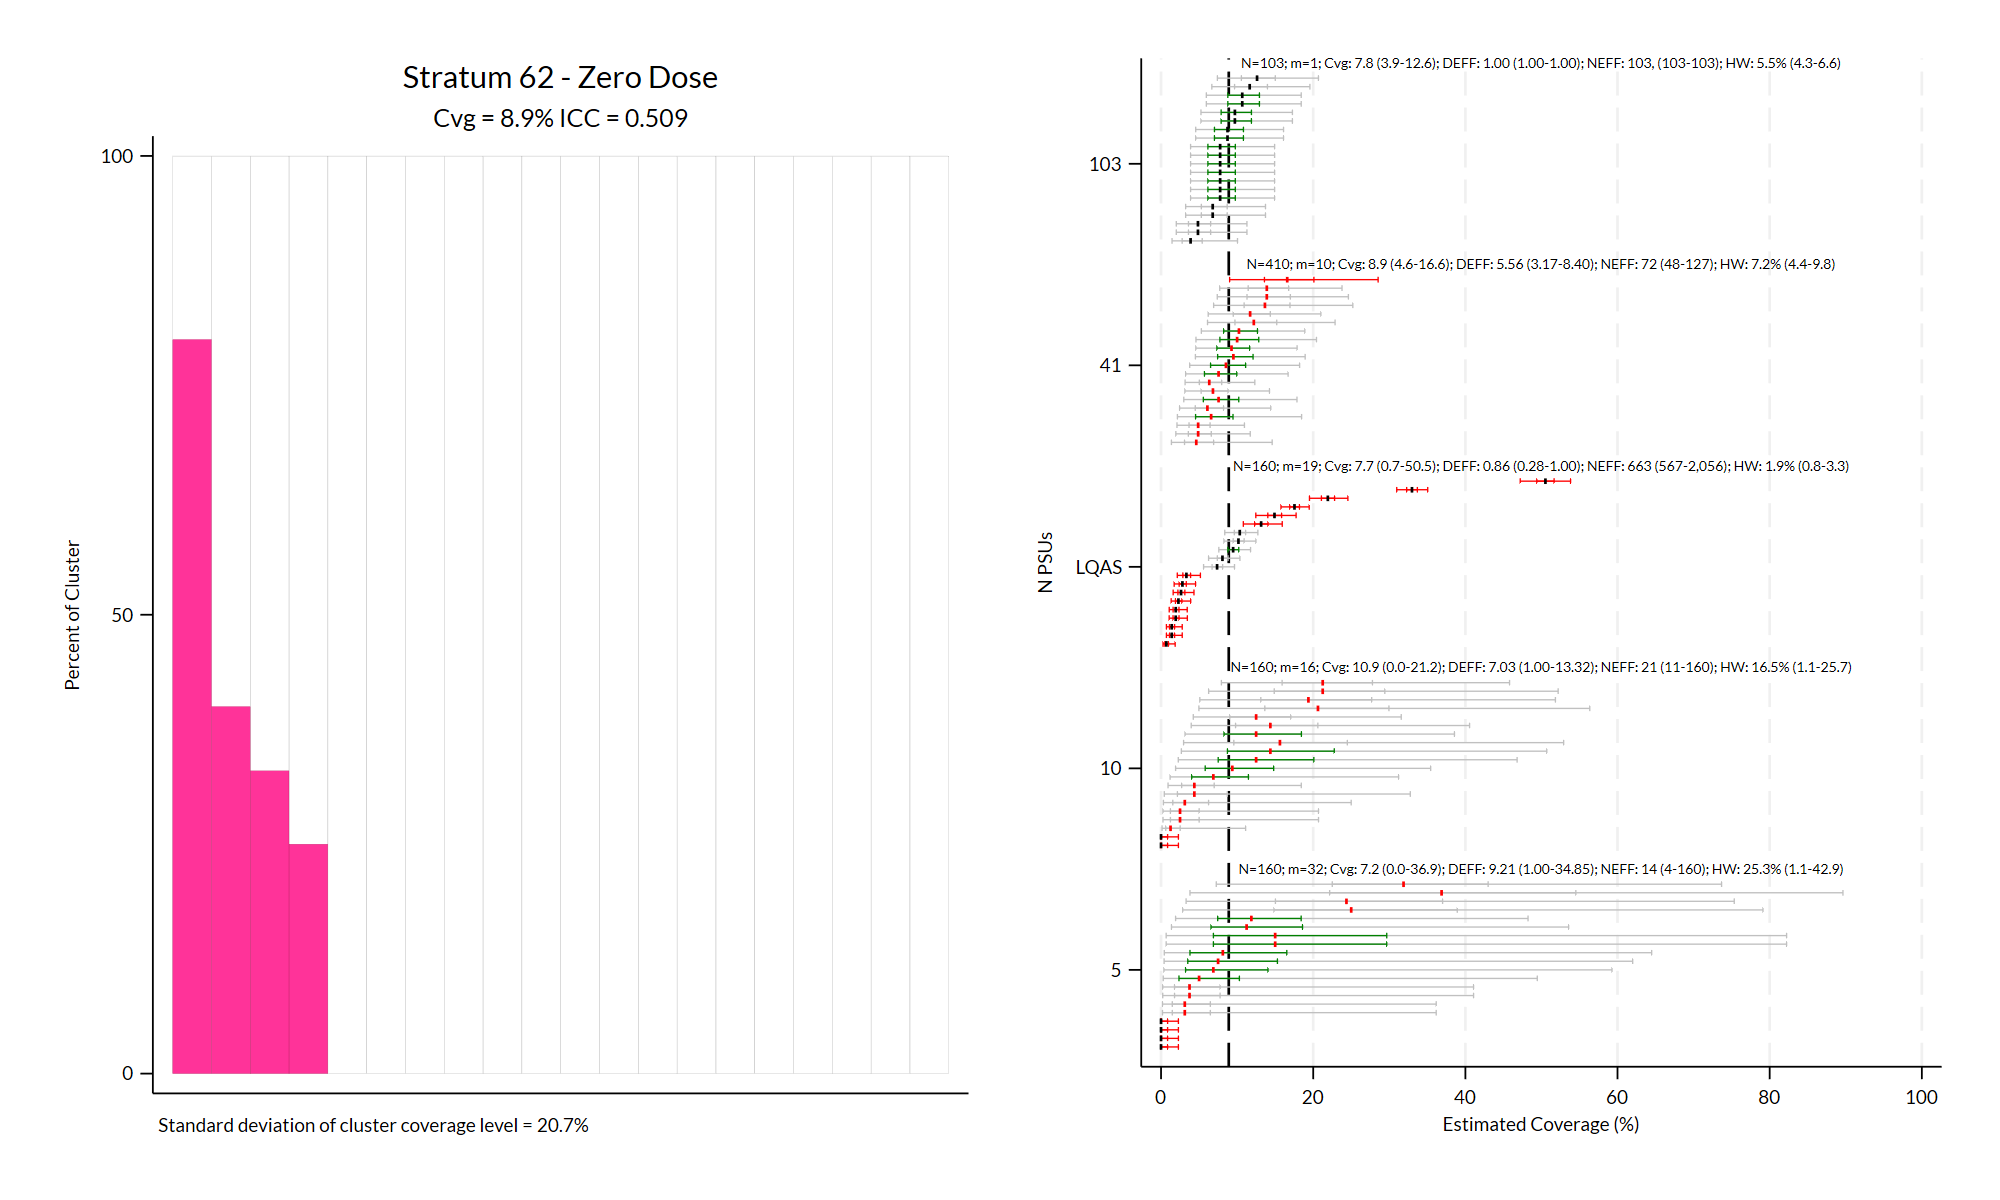 Stratum 62 - Zero Dose
Cvg = 8.9% ICC = 0.509
100
50
0
Percent of Cluster
Standard deviation of cluster coverage level = 20.7%
N=103; m=1; Cvg: 7.8 (3.9-12.6); DEFF: 1.00 (1.00-1.00); NEFF: 103, (103-103); HW: 5.5% (4.3-6.6)
103
N=410; m=10; Cvg: 8.9 (4.6-16.6); DEFF: 5.56 (3.17-8.40); NEFF: 72 (48-127); HW: 7.2% (4.4-9.8)
41
N=160; m=19; Cvg: 7.7 (0.7-50.5); DEFF: 0.86 (0.28-1.00); NEFF: 663 (567-2,056); HW: 1.9% (0.8-3.3)
LQAS
N PSUs
N=160; m=16; Cvg: 10.9 (0.0-21.2); DEFF: 7.03 (1.00-13.32); NEFF: 21 (11-160); HW: 16.5% (1.1-25.7)
10
N=160; m=32; Cvg: 7.2 (0.0-36.9); DEFF: 9.21 (1.00-34.85); NEFF: 14 (4-160); HW: 25.3% (1.1-42.9)
5
0 20 40 60 80 100
Estimated Coverage (%)